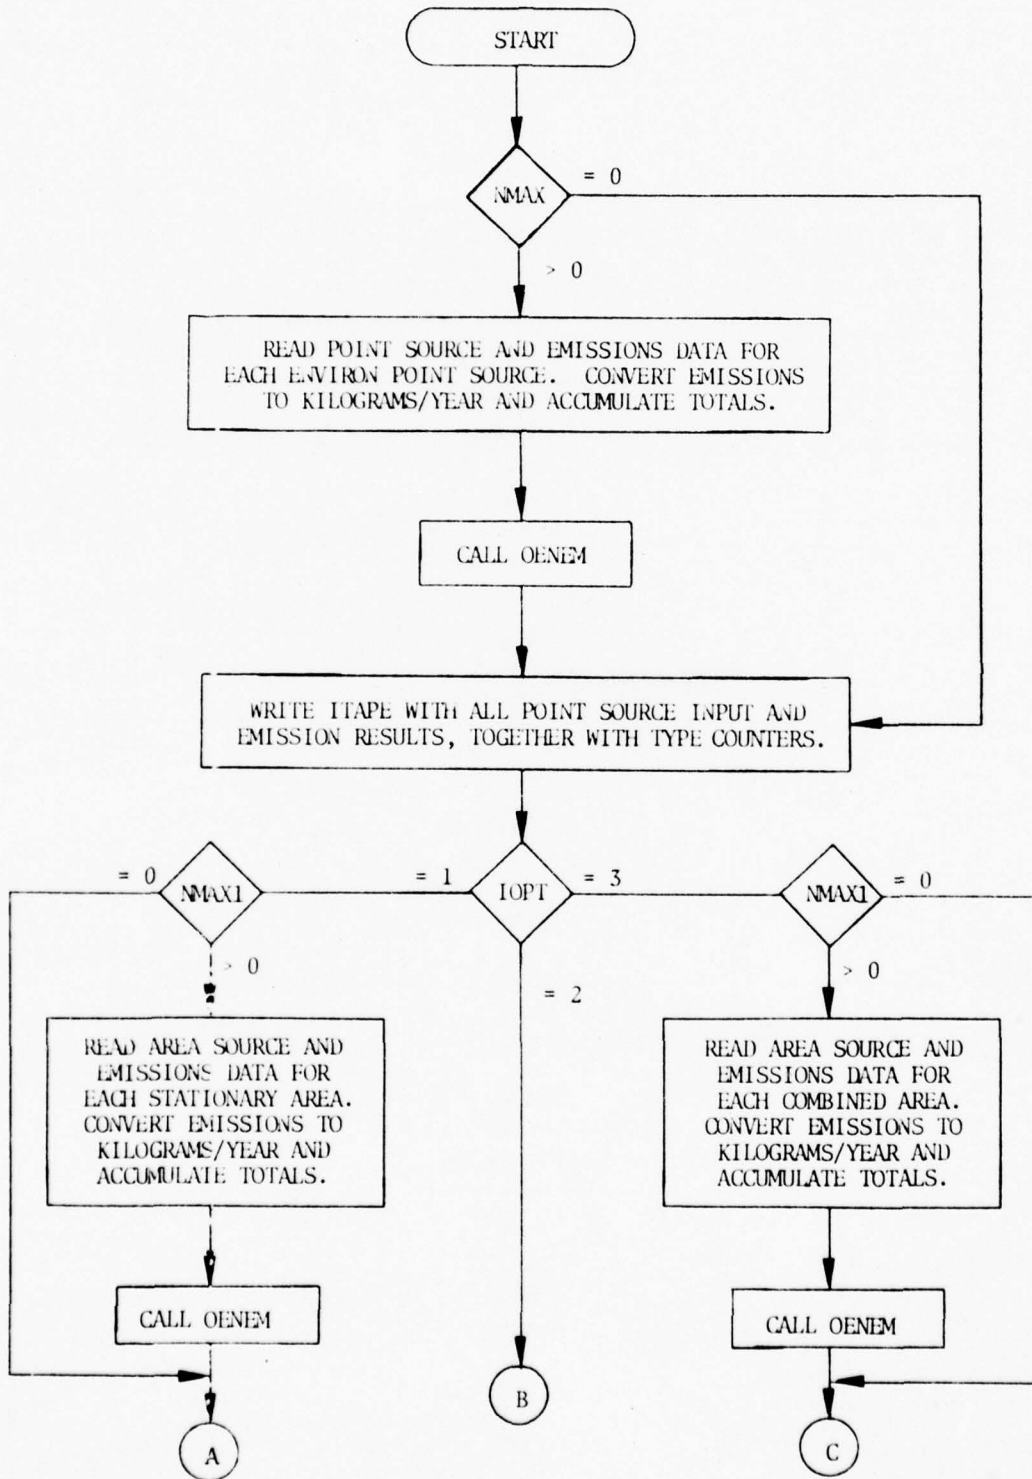 START
NMAX
= 0
> 0
READ POINT SOURCE AND EMISSIONS DATA FOR
EACH ENVIRON POINT SOURCE. CONVERT EMISSIONS
TO KILOGRAMS/YEAR AND ACCUMULATE TOTALS.
CALL OENEM
WRITE ITAPE WITH ALL POINT SOURCE INPUT AND
EMISSION RESULTS, TOGETHER WITH TYPE COUNTERS.
= 0
NMAX1
= 1
IOPT
= 3
NMAX1
= 0
> 0
= 2
> 0
READ AREA SOURCE AND
EMISSIONS DATA FOR
EACH STATIONARY AREA.
CONVERT EMISSIONS TO
KILOGRAMS/YEAR AND
ACCUMULATE TOTALS.
READ AREA SOURCE AND
EMISSIONS DATA FOR
EACH COMBINED AREA.
CONVERT EMISSIONS TO
KILOGRAMS/YEAR AND
ACCUMULATE TOTALS.
CALL OENEM
CALL OENEM
A
B
C